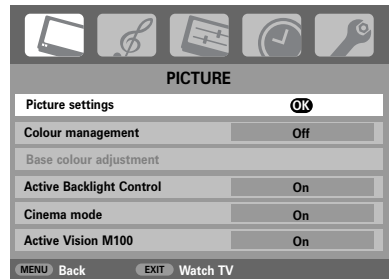 PICTURE
Picture settings OK
Colour management Off
Base colour adjustment
Active Backlight Control On
Cinema mode On
Active Vision M100 On
MENU Back EXIT Watch TV